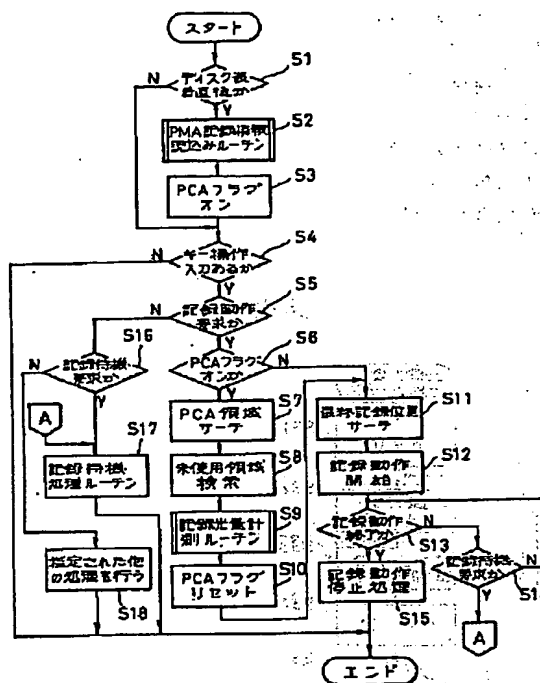 スタート
S1
N
ディスク装
着直後か
Y
S2
PMA記録情報
読込みルーチン
S3
PCAフラグ
オン
S4
N
キー操作
入力あるか
Y
S5
N
記録動作
要求か
Y
S16
N
記録待機
要求か
Y
S6
PCAフラグ
オンか
N
Y
A
S17
記録待機
処理ルーチン
S7
PCA領域
サーチ
S8
未使用領域
検索
S9
記録光量計
測ルーチン
S10
PCAフラグ
リセット
S11
最終記録位置
サーチ
S12
記録動作
開始
記録動作
終了か
N
S13
Y
記録待機
要求か
N
Y
S15
記録動作
停止処理
A
指定された他
の処理を行う
S18
エンド